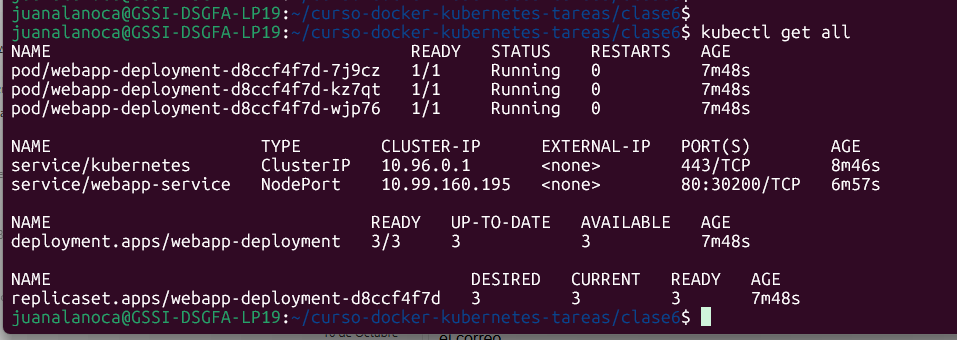 juanalanoca@GSSI-DSGFA-LP19:~/curso-docker-kubernetes-tareas/clase6$
juanalanoca@GSSI-DSGFA-LP19:~/curso-docker-kubernetes-tareas/clase6$ kubectl get all
NAME READY STATUS RESTARTS AGE
pod/webapp-deployment-d8ccf4f7d-7j9cz 1/1 Running 0 7m48s
pod/webapp-deployment-d8ccf4f7d-kz7qt 1/1 Running 0 7m48s
pod/webapp-deployment-d8ccf4f7d-wjp76 1/1 Running 0 7m48s
NAME TYPE CLUSTER-IP EXTERNAL-IP PORT(S) AGE
service/kubernetes ClusterIP 10.96.0.1 <none> 443/TCP 8m46s
service/webapp-service NodePort 10.99.160.195 <none> 80:30200/TCP 6m57s
NAME READY UP-TO-DATE AVAILABLE AGE
deployment.apps/webapp-deployment 3/3 3 3 7m48s
NAME DESIRED CURRENT READY AGE
replicaset.apps/webapp-deployment-d8ccf4f7d 3 3 3 7m48s
juanalanoca@GSSI-DSGFA-LP19:~/curso-docker-kubernetes-tareas/clase6$
el correo